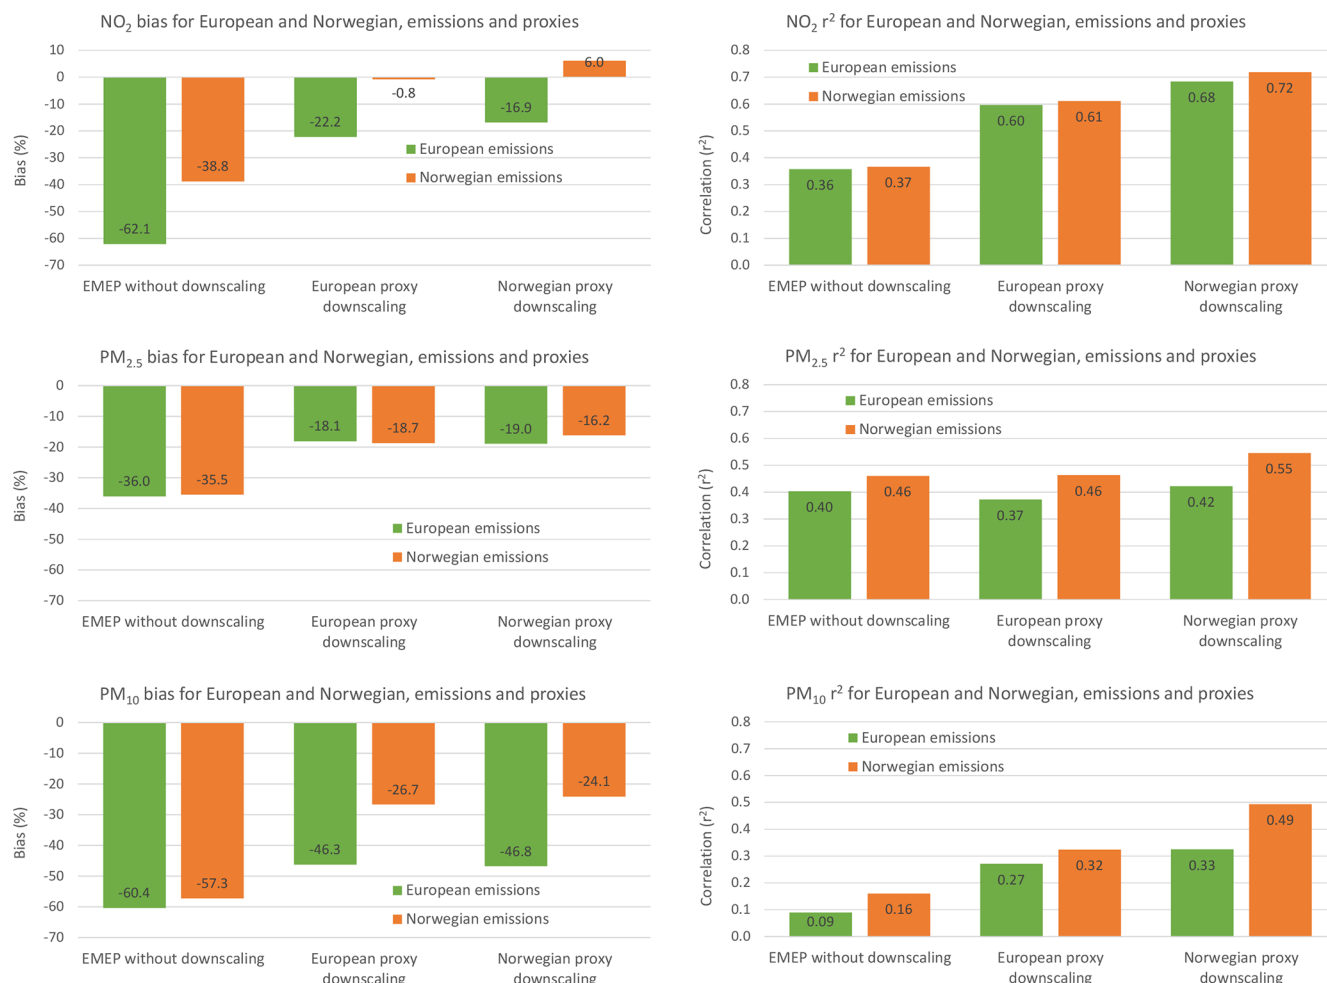 NO2 bias for European and Norwegian, emissions and proxies
10
0
-10
-20
-30
-40
-50
-60
-70
Bias (%)
-62.1
-38.8
-22.2
-0.8
-16.9
6.0
European emissions
Norwegian emissions
EMEP without downscaling
European proxy
downscaling
Norwegian proxy
downscaling
NO2 r2 for European and Norwegian, emissions and proxies
0.8
0.7
0.6
0.5
0.4
0.3
0.2
0.1
0.0
Correlation (r2)
European emissions
Norwegian emissions
0.36
0.37
0.60
0.61
0.68
0.72
EMEP without downscaling
European proxy
downscaling
Norwegian proxy
downscaling
PM2.5 bias for European and Norwegian, emissions and proxies
0
-10
-20
-30
-40
-50
-60
-70
Bias (%)
-36.0
-35.5
-18.1
-18.7
-19.0
-16.2
European emissions
Norwegian emissions
EMEP without downscaling
European proxy
downscaling
Norwegian proxy
downscaling
PM2.5 r2 for European and Norwegian, emissions and proxies
0.8
0.7
0.6
0.5
0.4
0.3
0.2
0.1
0.0
Correlation (r2)
European emissions
Norwegian emissions
0.40
0.46
0.37
0.46
0.42
0.55
EMEP without downscaling
European proxy
downscaling
Norwegian proxy
downscaling
PM10 bias for European and Norwegian, emissions and proxies
0
-10
-20
-30
-40
-50
-60
-70
Bias (%)
-60.4
-57.3
-46.3
-26.7
-46.8
-24.1
European emissions
Norwegian emissions
EMEP without downscaling
European proxy
downscaling
Norwegian proxy
downscaling
PM10 r2 for European and Norwegian, emissions and proxies
0.8
0.7
0.6
0.5
0.4
0.3
0.2
0.1
0.0
Correlation (r2)
European emissions
Norwegian emissions
0.09
0.16
0.27
0.32
0.33
0.49
EMEP without downscaling
European proxy
downscaling
Norwegian proxy
downscaling